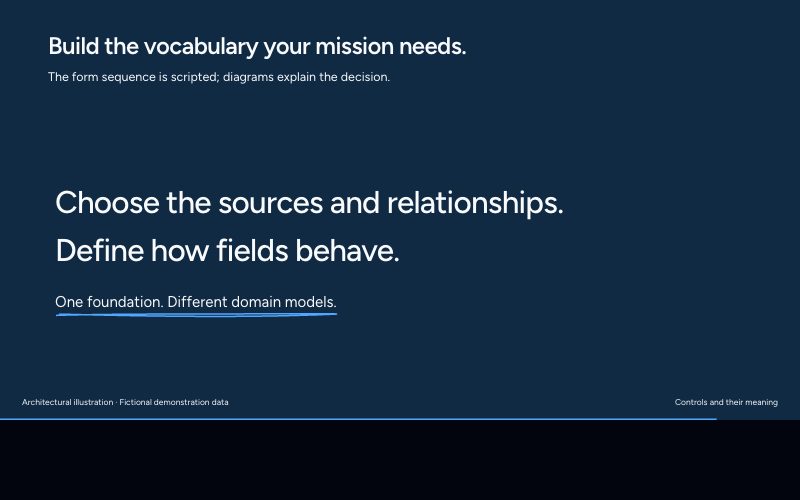 Build the vocabulary your mission needs.
The form sequence is scripted; diagrams explain the decision.
Choose the sources and relationships.
Define how fields behave.
One foundation. Different domain models.
Architectural illustration · Fictional demonstration data
Controls and their meaning